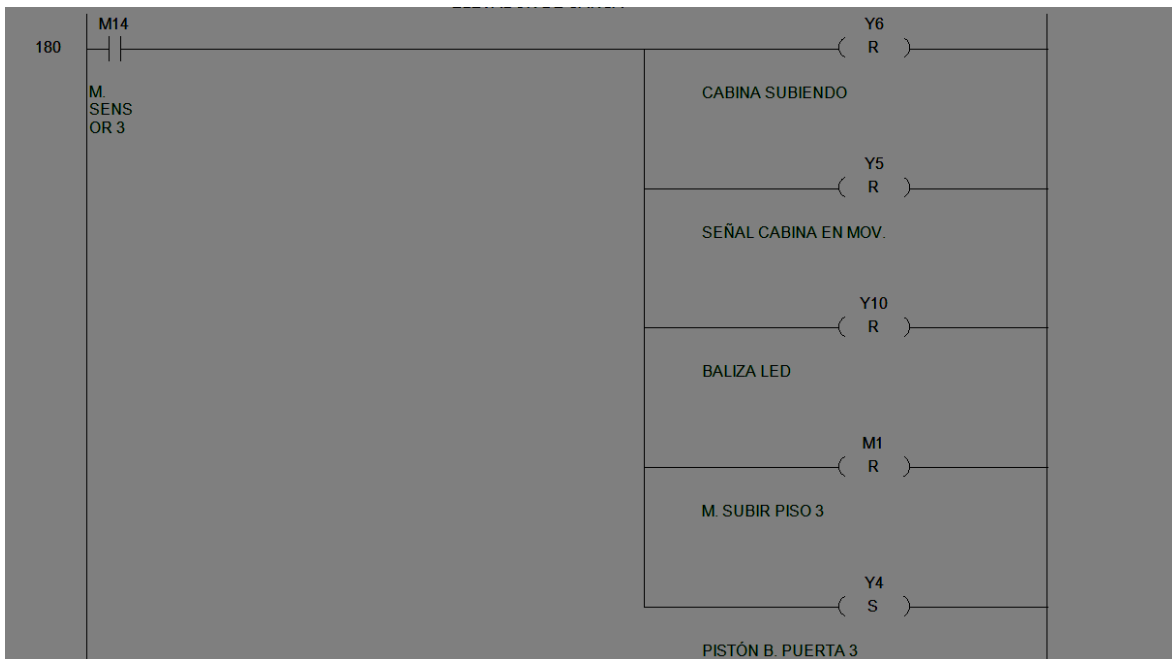 M14
Y6
180
R
M.
SENS
OR 3
CABINA SUBIENDO
Y5
R
SEÑAL CABINA EN MOV.
Y10
R
BALIZA LED
M1
R
M. SUBIR PISO 3
Y4
S
PISTÓN B. PUERTA 3